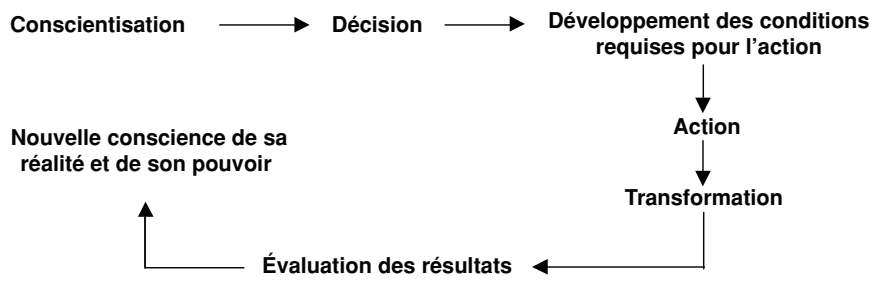 Conscientisation
Décision
Développement des conditions
requises pour l'action
Action
Transformation
Évaluation des résultats
Nouvelle conscience de sa
réalité et de son pouvoir